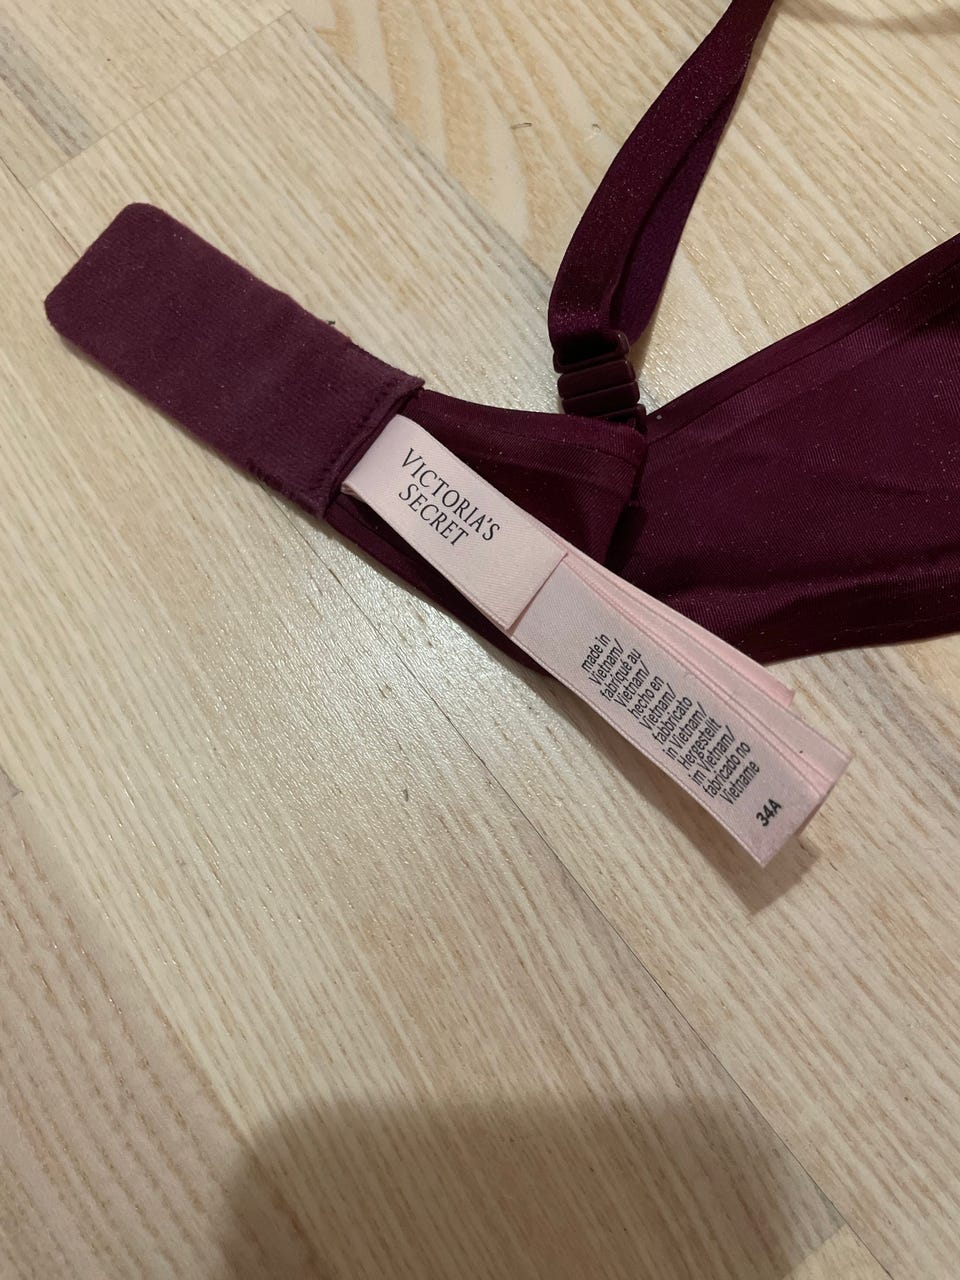 VICTORIA'S
SECRET
made in
Vietnam/
fabriqué au
Vietnam/
hecho en
Vietnam/
fabbricato
in Vietnam/
Hergestellt
im Vietnam/
fabricado no
Vietname
34A